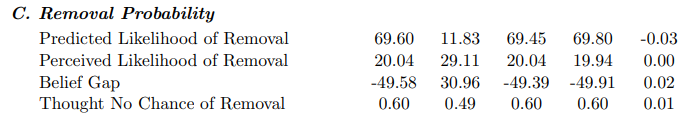 C. Removal Probability
Predicted Likelihood of Removal 69.60 11.83 69.45 69.80 -0.03
Perceived Likelihood of Removal 20.04 29.11 20.04 19.94 0.00
Belief Gap -49.58 30.96 -49.39 -49.91 0.02
Thought No Chance of Removal 0.60 0.49 0.60 0.60 0.01